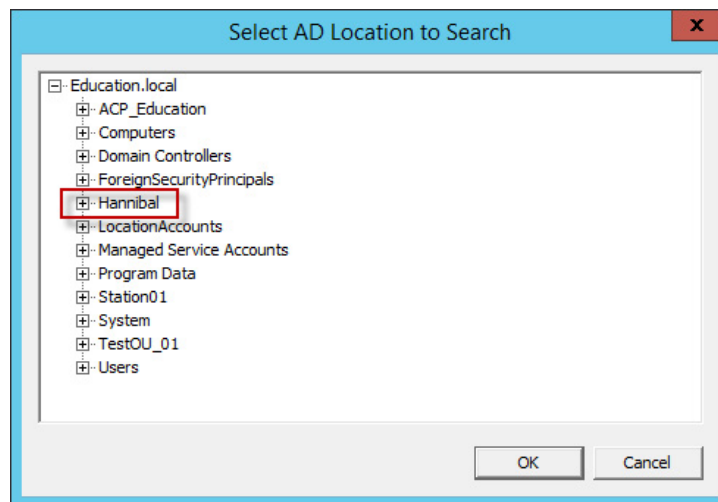 Select AD Location to Search
x
Education.local
ACP_Education
Computers
Domain Controllers
ForeignSecurityPrincipals
Hannibal
LocationAccounts
Managed Service Accounts
Program Data
Station01
System
TestOU_01
Users
OK Cancel